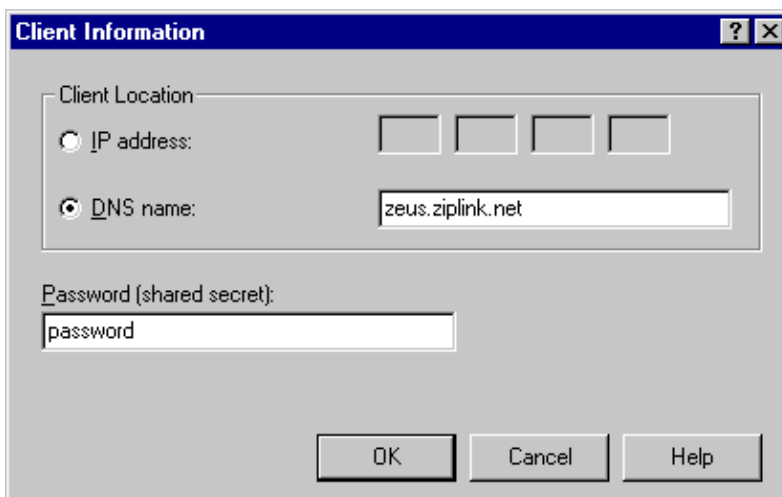 Client Information
Client Location
IP address:
DNS name: zeus.ziplink.net
Password (shared secret):
password
OK Cancel Help